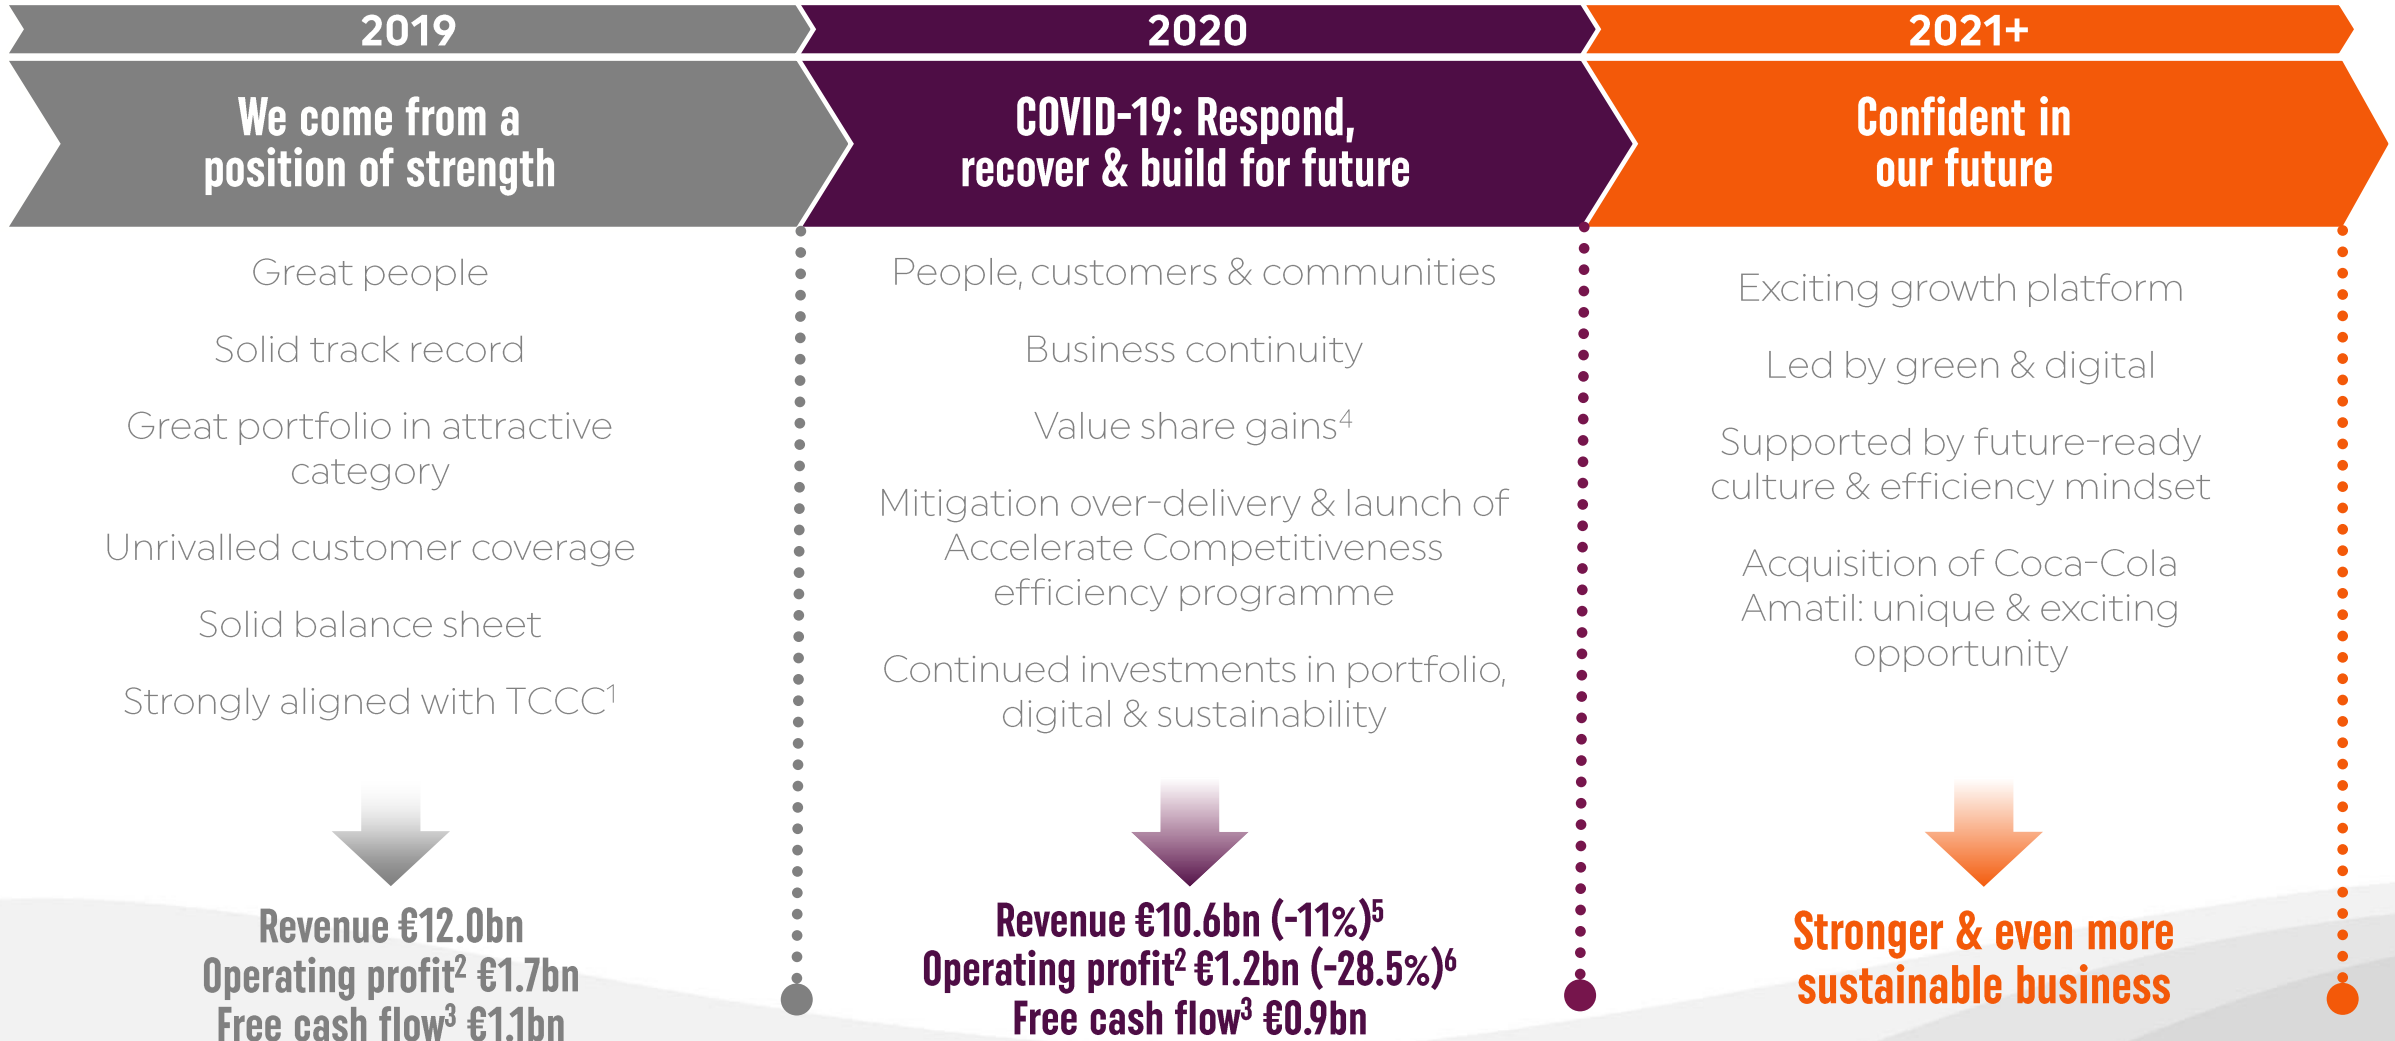 2019
We come from a
position of strength
Great people
Solid track record
Great portfolio in attractive
category
Unrivalled customer coverage
Solid balance sheet
Strongly aligned with TCCC¹
Revenue €12.0bn
Operating profit² €1.7bn
Free cash flow³ €1.1bn
2020
COVID-19: Respond,
recover & build for future
People, customers & communities
Business continuity
Value share gains⁴
Mitigation over-delivery & launch of
Accelerate Competitiveness
efficiency programme
Continued investments in portfolio,
digital & sustainability
Revenue €10.6bn (-11%)⁵
Operating profit² €1.2bn (-28.5%)⁶
Free cash flow³ €0.9bn
2021+
Confident in
our future
Exciting growth platform
Led by green & digital
Supported by future-ready
culture & efficiency mindset
Acquisition of Coca-Cola
Amatil: unique & exciting
opportunity
Stronger & even more
sustainable business